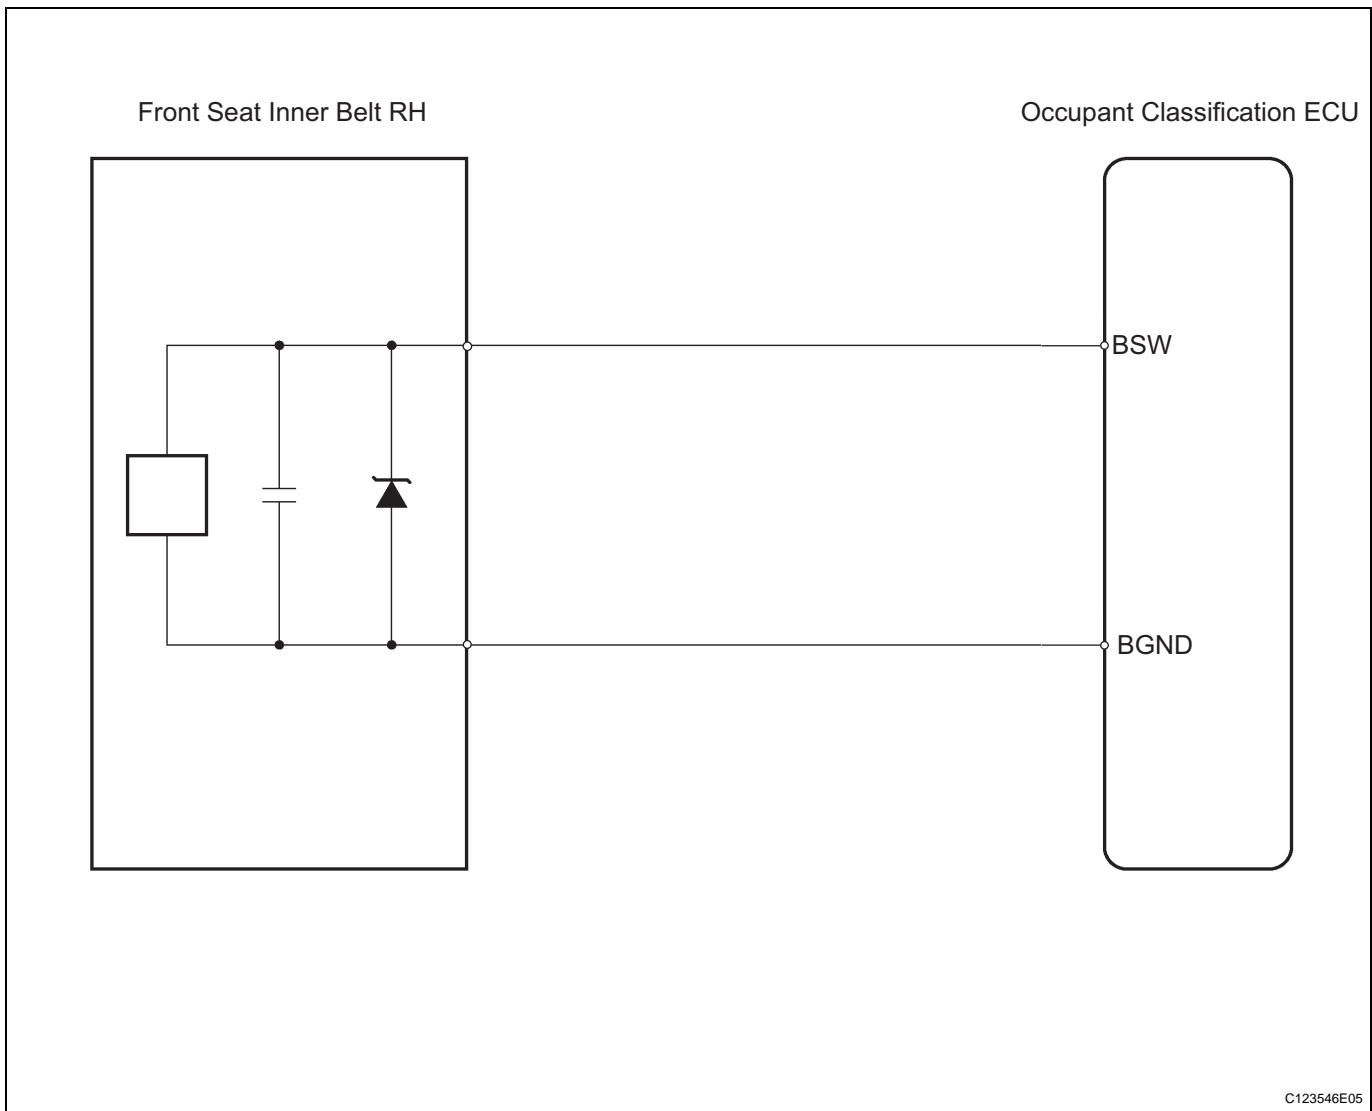 Front Seat Inner Belt RH
Occupant Classification ECU
BSW
BGND
C123546E05